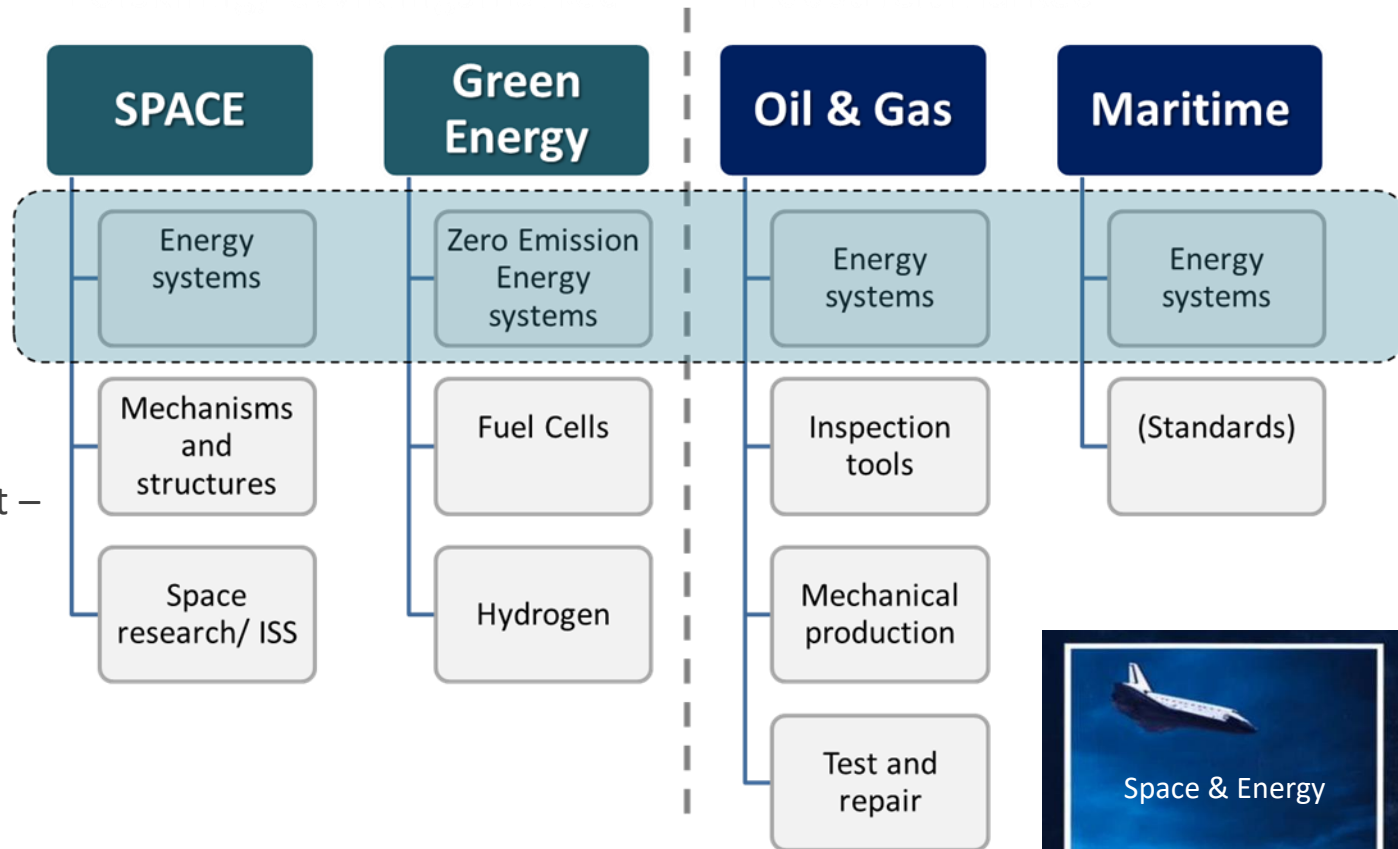 SPACE
Energy
systems
Mechanisms
and
structures
Space
research/ ISS
Green
Energy
Zero Emission
Energy
systems
Fuel Cells
Hydrogen
Oil & Gas
Energy
systems
Inspection
tools
Mechanical
production
Test and
repair
Maritime
Energy
systems
(Standards)
t –
Space & Energy